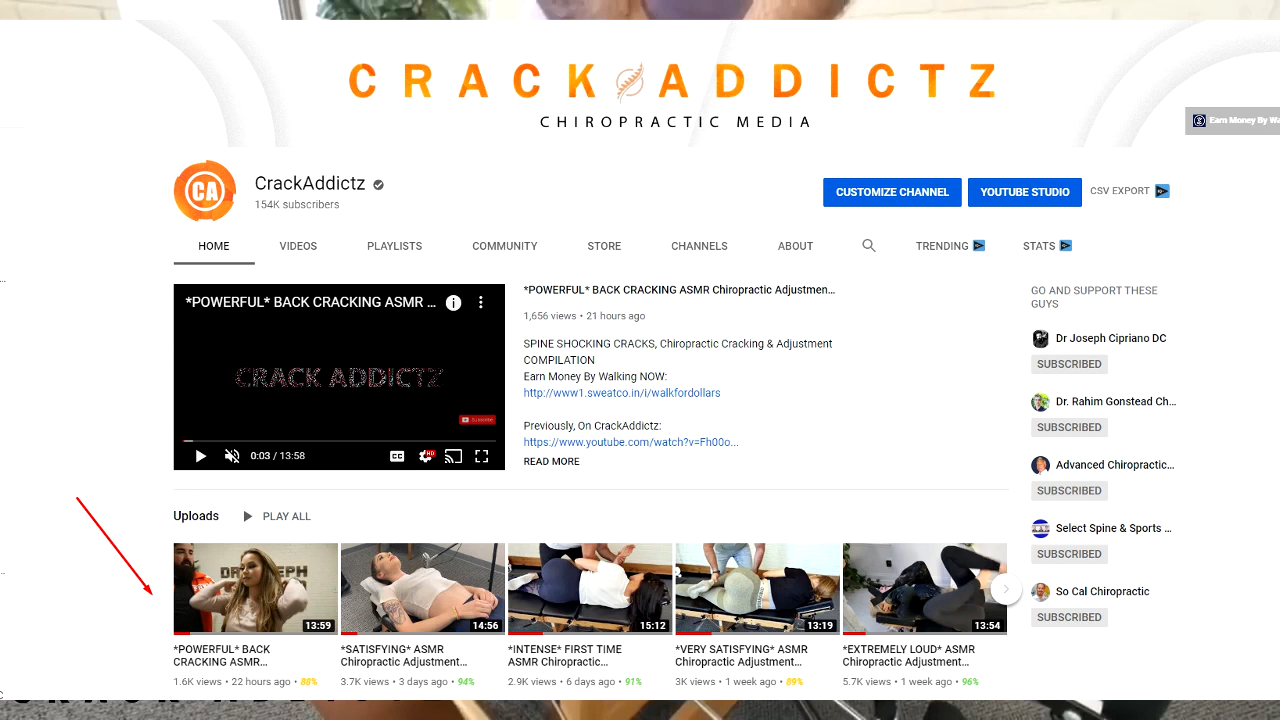 CRACK ADDICTZ
CHIROPRACTIC MEDIA
Earn Money By Wa
CA
CrackAddictz
154K subscribers
CUSTOMIZE CHANNEL
YOUTUBE STUDIO
CSV EXPORT
HOME
VIDEOS
PLAYLISTS
COMMUNITY
STORE
CHANNELS
ABOUT
TRENDING
STATS
*POWERFUL* BACK CRACKING ASMR ...
CRACK ADDICTZ
Subscribe
0:03 / 13:58
CC
HD
*POWERFUL* BACK CRACKING ASMR Chiropractic Adjustmen...
1,656 views • 21 hours ago
SPINE SHOCKING CRACKS, Chiropractic Cracking & Adjustment
COMPILATION
Earn Money By Walking NOW:
http://www1.sweatco.in/i/walkfordollars
Previously, On CrackAddictz:
https://www.youtube.com/watch?v=Fh00o...
READ MORE
GO AND SUPPORT THESE
GUYS
Dr Joseph Cipriano DC
SUBSCRIBED
Dr. Rahim Gonstead Ch...
SUBSCRIBED
Advanced Chiropractic...
SUBSCRIBED
Select Spine & Sports ...
SUBSCRIBED
So Cal Chiropractic
SUBSCRIBED
Uploads
PLAY ALL
13:59
14:56
15:12
13:19
13:54
*POWERFUL* BACK
CRACKING ASMR...
1.6K views • 22 hours ago • 88%
*SATISFYING* ASMR
Chiropractic Adjustment...
3.7K views • 3 days ago • 94%
*INTENSE* FIRST TIME
ASMR Chiropractic...
2.9K views • 6 days ago • 91%
*VERY SATISFYING* ASMR
Chiropractic Adjustment...
3K views • 1 week ago • 89%
*EXTREMELY LOUD* ASMR
Chiropractic Adjustment...
5.7K views • 1 week ago • 96%